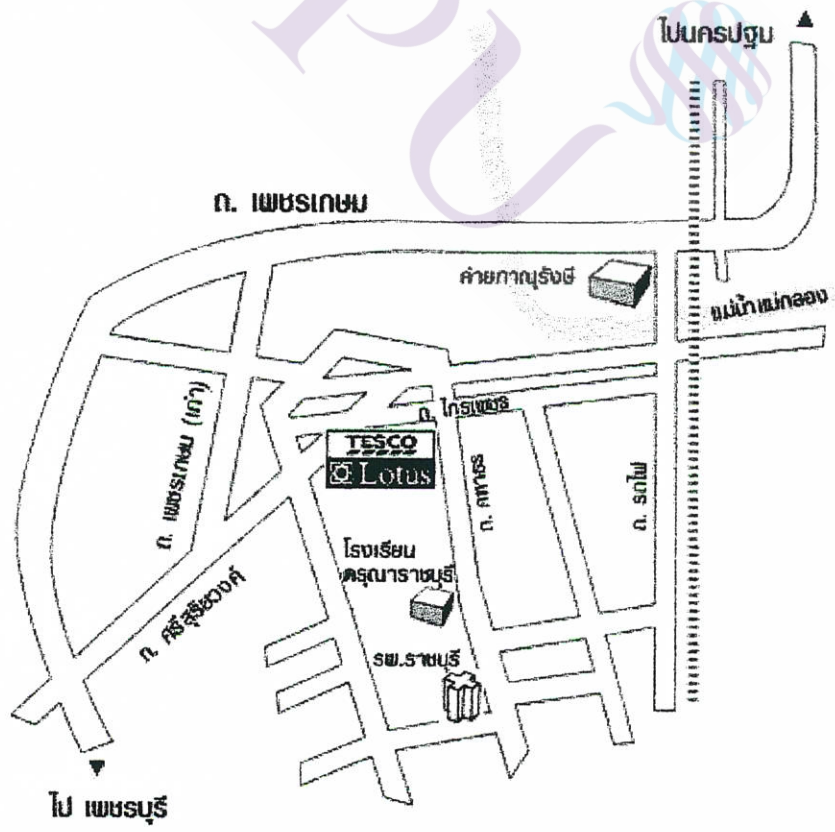 ไปนครปฐม
ถ. เพชรเกษม
ค่ายภาณุรังษี
แม่น้ำแม่กลอง
ถ. ไกรเพชร
ถ. เพชรเกษม (เก่า)
TESCO
Lotus
ถ. คฑาธร
ถ. รถไฟ
โรงเรียน
ดรุณาราชบุรี
ถ. ศรีสุริยวงศ์
รพ.ราชบุรี
ไป เพชรบุรี